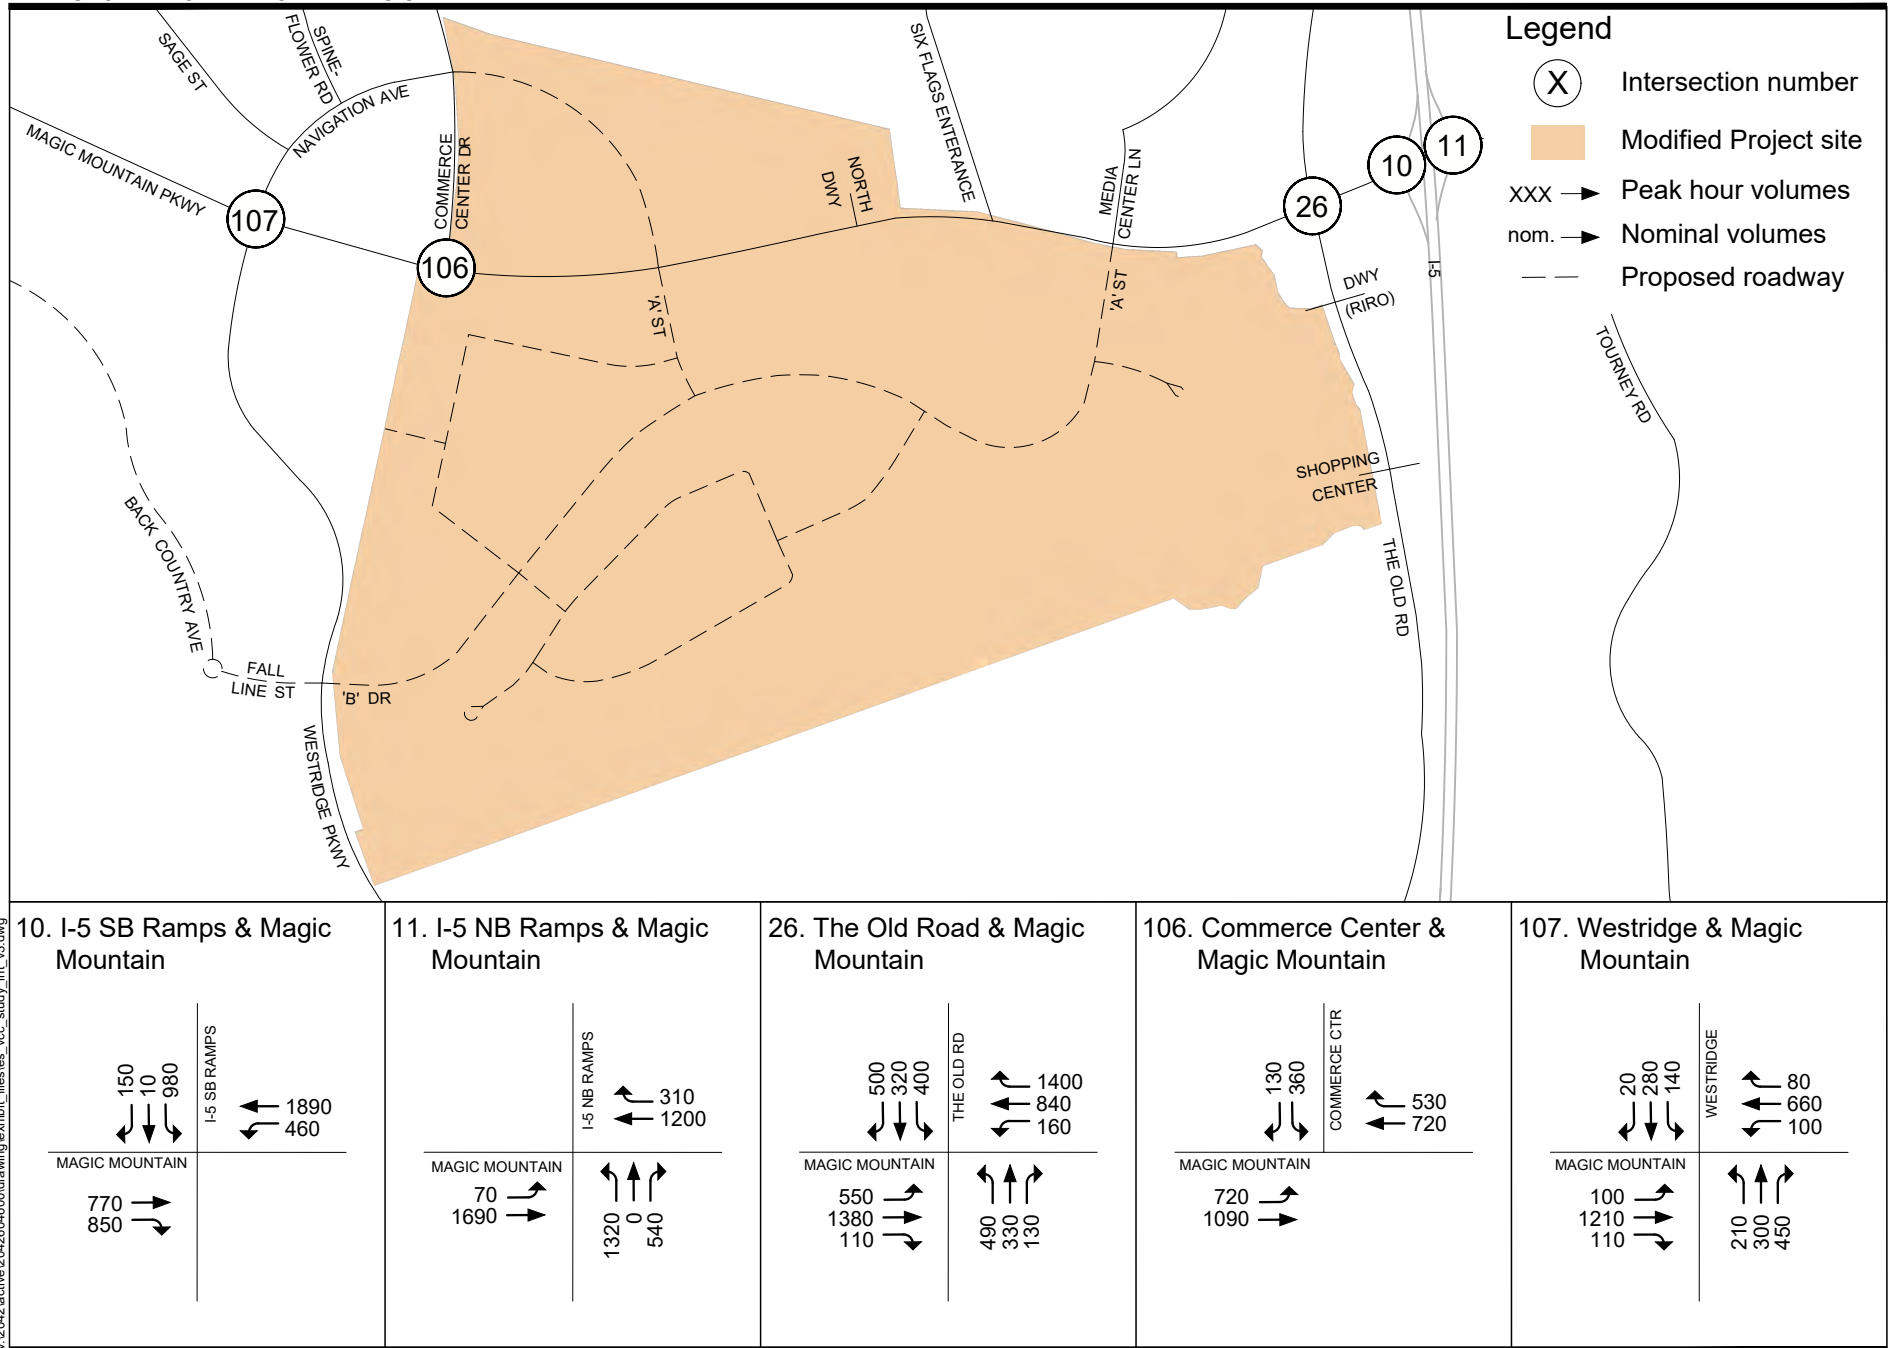 SAGE ST
SPINE-
FLOWER RD
NAVIGATION AVE
MAGIC MOUNTAIN PKWY
COMMERCE
CENTER DR
NORTH
DWY
SIX FLAGS ENTERANCE
MEDIA
CENTER LN
107
106
26
10
11
'A' ST
'A' ST
DWY
(RIRO)
I-5
TOURNEY RD
SHOPPING
CENTER
THE OLD RD
BACK COUNTRY AVE
FALL
LINE ST
'B' DR
WESTRIDGE PKWY
Legend
X Intersection number
Modified Project site
XXX Peak hour volumes
nom. Nominal volumes
Proposed roadway
10. I-5 SB Ramps & Magic
Mountain
I-5 SB RAMPS
150 10 980
1890
460
MAGIC MOUNTAIN
770
850
11. I-5 NB Ramps & Magic
Mountain
I-5 NB RAMPS
310
1200
MAGIC MOUNTAIN
70
1690
1320 0 540
26. The Old Road & Magic
Mountain
THE OLD RD
500 320 400
1400
840
160
MAGIC MOUNTAIN
550
1380
110
490 330 130
106. Commerce Center &
Magic Mountain
COMMERCE CTR
130 360
530
720
MAGIC MOUNTAIN
720
1090
107. Westridge & Magic
Mountain
WESTRIDGE
20 280 140
80
660
100
MAGIC MOUNTAIN
100
1210
110
210 300 450